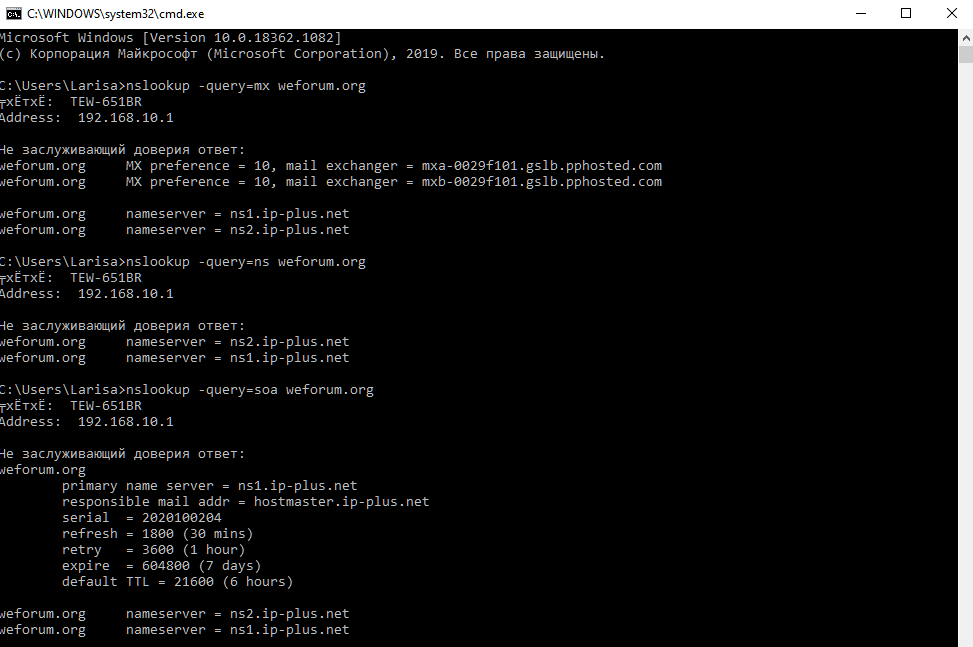 C:\WINDOWS\system32\cmd.exe
Microsoft Windows [Version 10.0.18362.1082]
(c) Корпорация Майкрософт (Microsoft Corporation), 2019. Все права защищены.
C:\Users\Larisa>nslookup -query=mx weforum.org
╤хЁтхЁ:  TEW-651BR
Address:  192.168.10.1
Не заслуживающий доверия ответ:
weforum.org     MX preference = 10, mail exchanger = mxa-0029f101.gslb.pphosted.com
weforum.org     MX preference = 10, mail exchanger = mxb-0029f101.gslb.pphosted.com
weforum.org     nameserver = ns1.ip-plus.net
weforum.org     nameserver = ns2.ip-plus.net
C:\Users\Larisa>nslookup -query=ns weforum.org
╤хЁтхЁ:  TEW-651BR
Address:  192.168.10.1
Не заслуживающий доверия ответ:
weforum.org     nameserver = ns2.ip-plus.net
weforum.org     nameserver = ns1.ip-plus.net
C:\Users\Larisa>nslookup -query=soa weforum.org
╤хЁтхЁ:  TEW-651BR
Address:  192.168.10.1
Не заслуживающий доверия ответ:
weforum.org
        primary name server = ns1.ip-plus.net
        responsible mail addr = hostmaster.ip-plus.net
        serial  = 2020100204
        refresh = 1800 (30 mins)
        retry   = 3600 (1 hour)
        expire  = 604800 (7 days)
        default TTL = 21600 (6 hours)
weforum.org     nameserver = ns2.ip-plus.net
weforum.org     nameserver = ns1.ip-plus.net